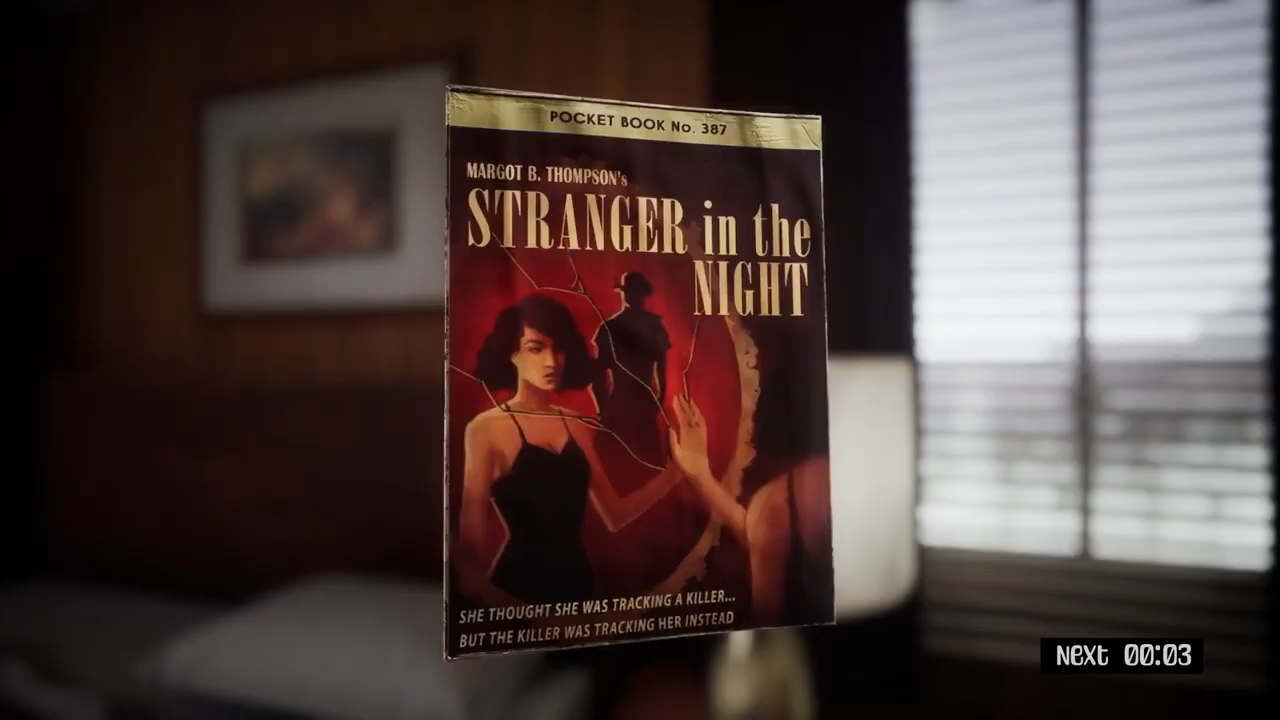 POCKET BOOK No. 387
MARGOT B. THOMPSON's
STRANGER in the
NIGHT
SHE THOUGHT SHE WAS TRACKING A KILLER...
BUT THE KILLER WAS TRACKING HER INSTEAD
Next 00:03